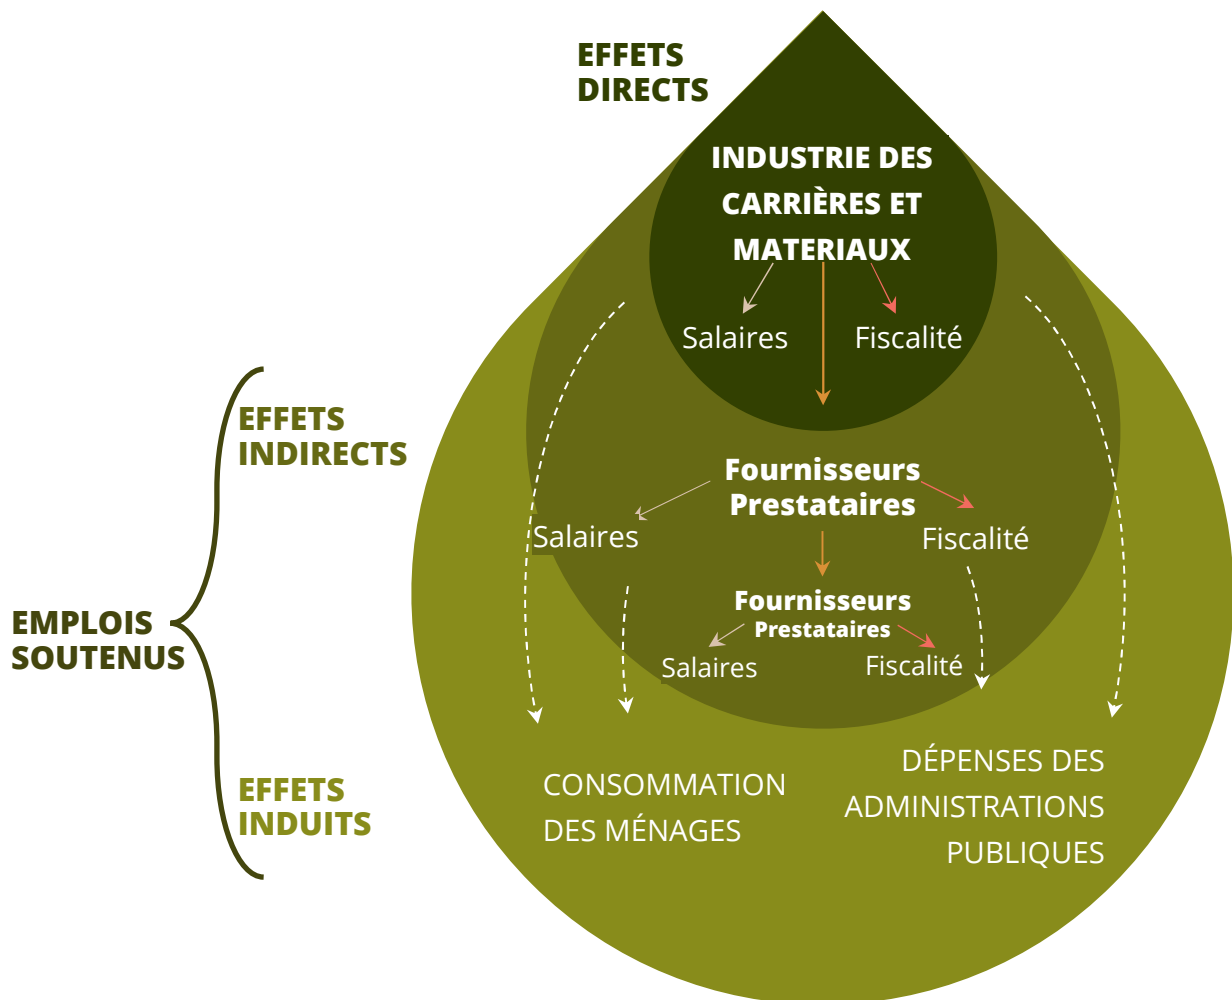 EFFETS
DIRECTS
INDUSTRIE DES
CARRIÈRES ET
MATERIAUX
Salaires
Fiscalité
EFFETS
INDIRECTS
Fournisseurs
Prestataires
Salaires
Fiscalité
Fournisseurs
Prestataires
Salaires
Fiscalité
EMPLOIS
SOUTENUS
EFFETS
INDUITS
CONSOMMATION
DES MÉNAGES
DÉPENSES DES
ADMINISTRATIONS
PUBLIQUES